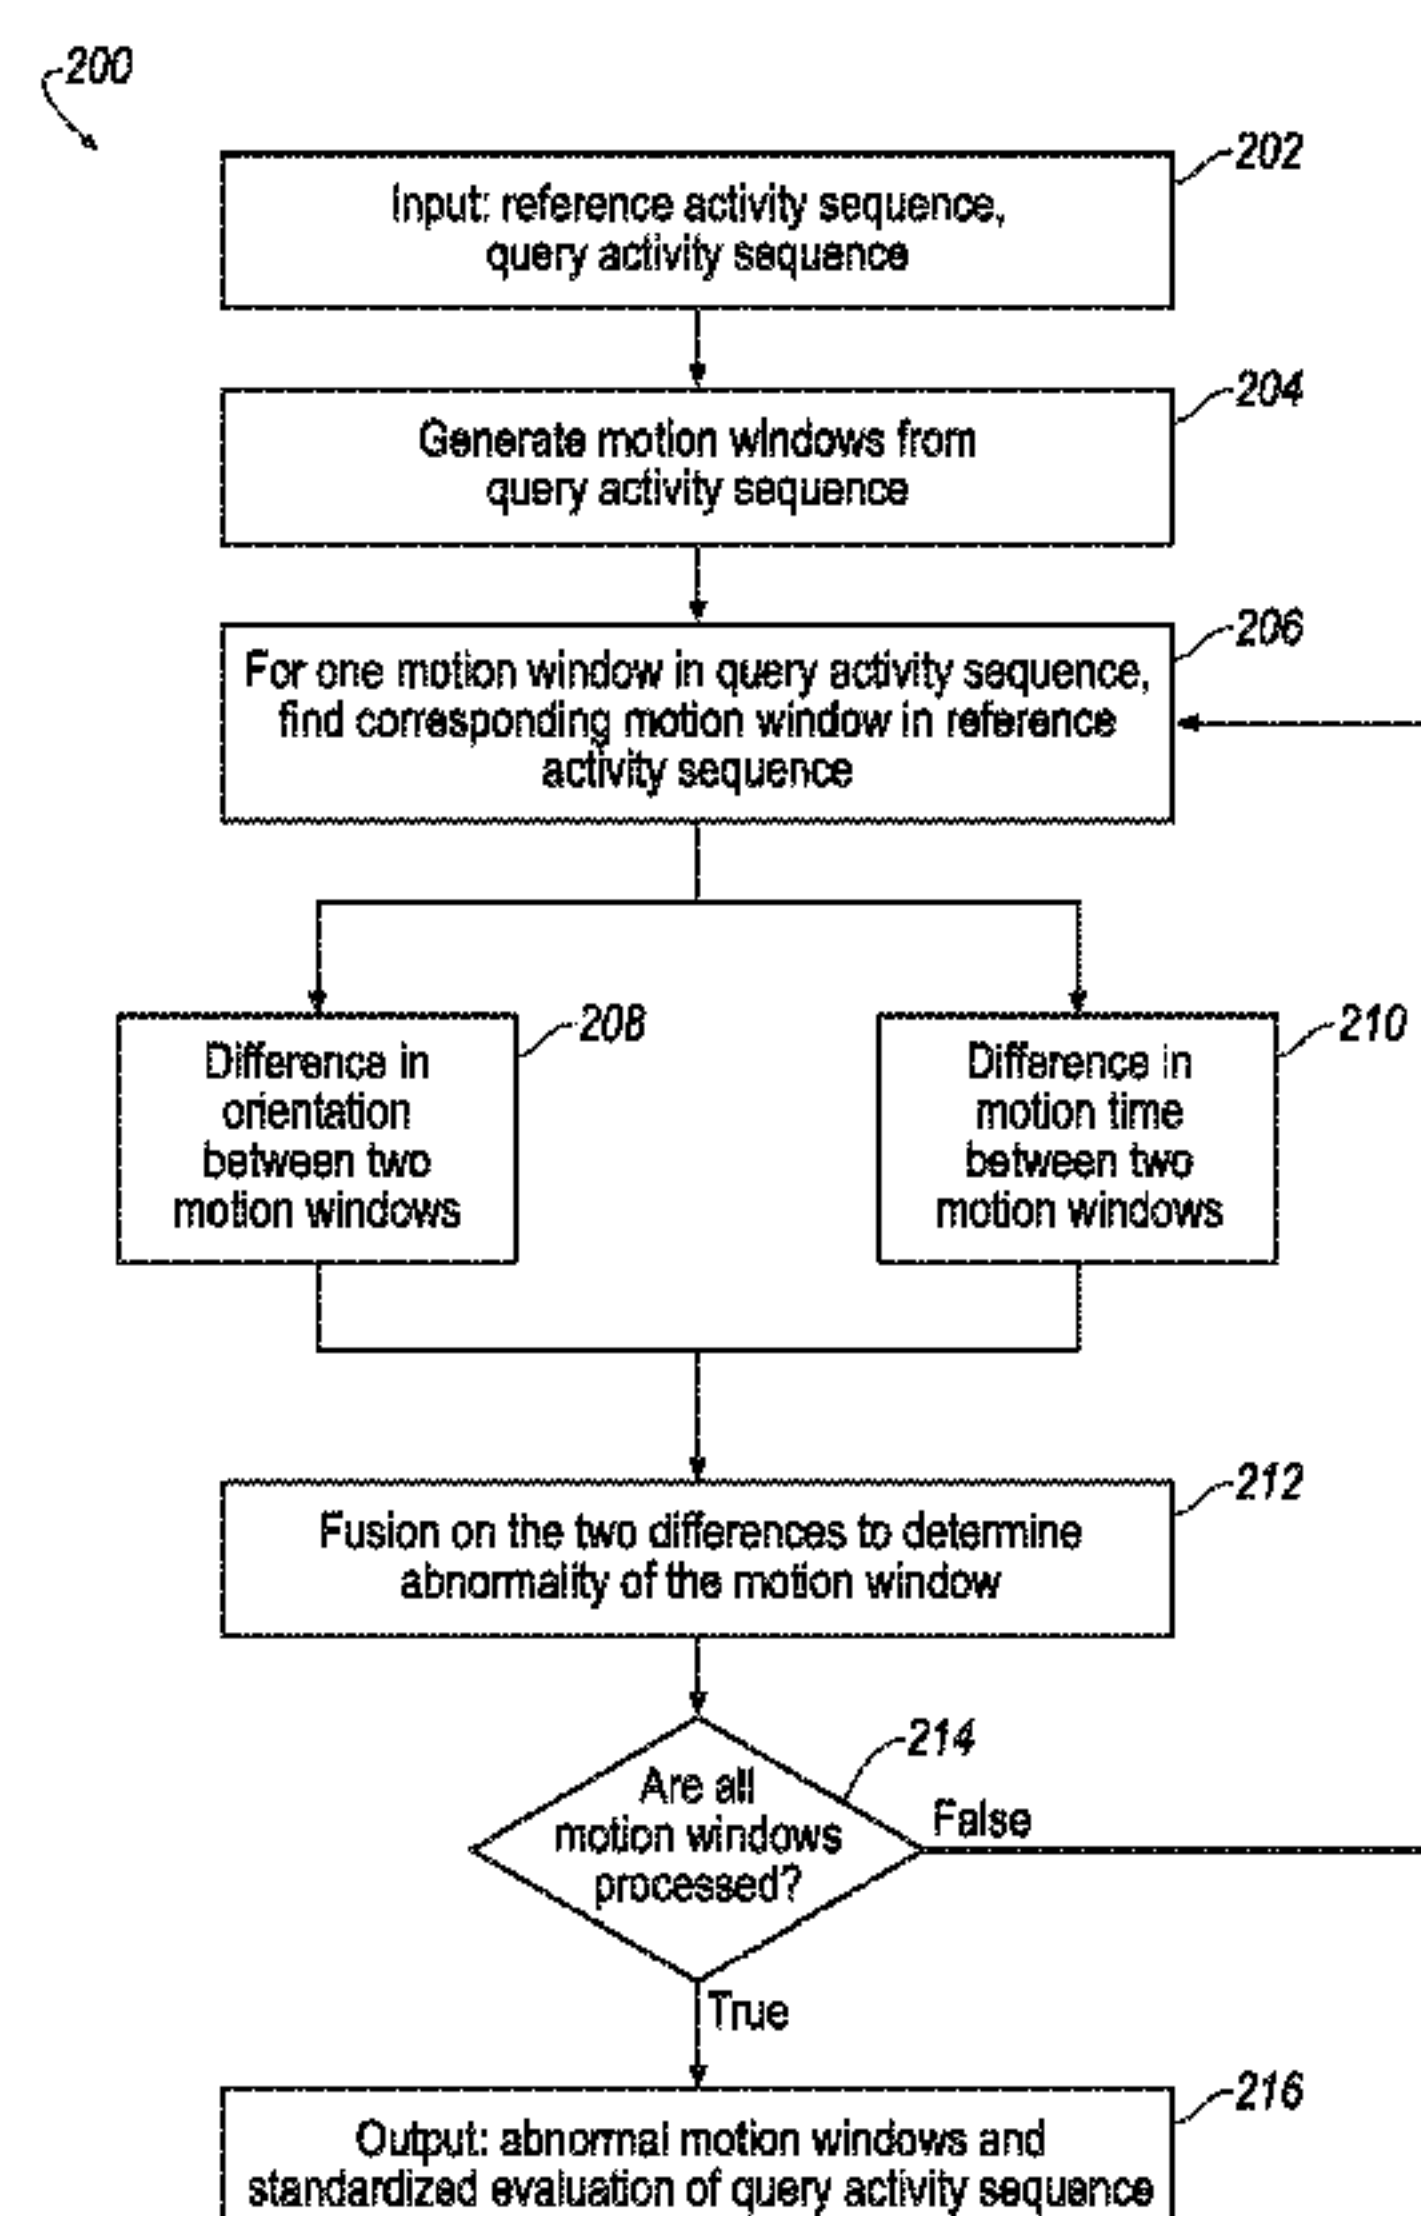 200
202
Input: reference activity sequence,
query activity sequence
204
Generate motion windows from
query activity sequence
206
For one motion window in query activity sequence,
find corresponding motion window in reference
activity sequence
208
Difference in
orientation
between two
motion windows
210
Difference in
motion time
between two
motion windows
212
Fusion on the two differences to determine
abnormality of the motion window
214
Are all
motion windows
processed?
False
True
216
Output: abnormal motion windows and
standardized evaluation of query activity sequence